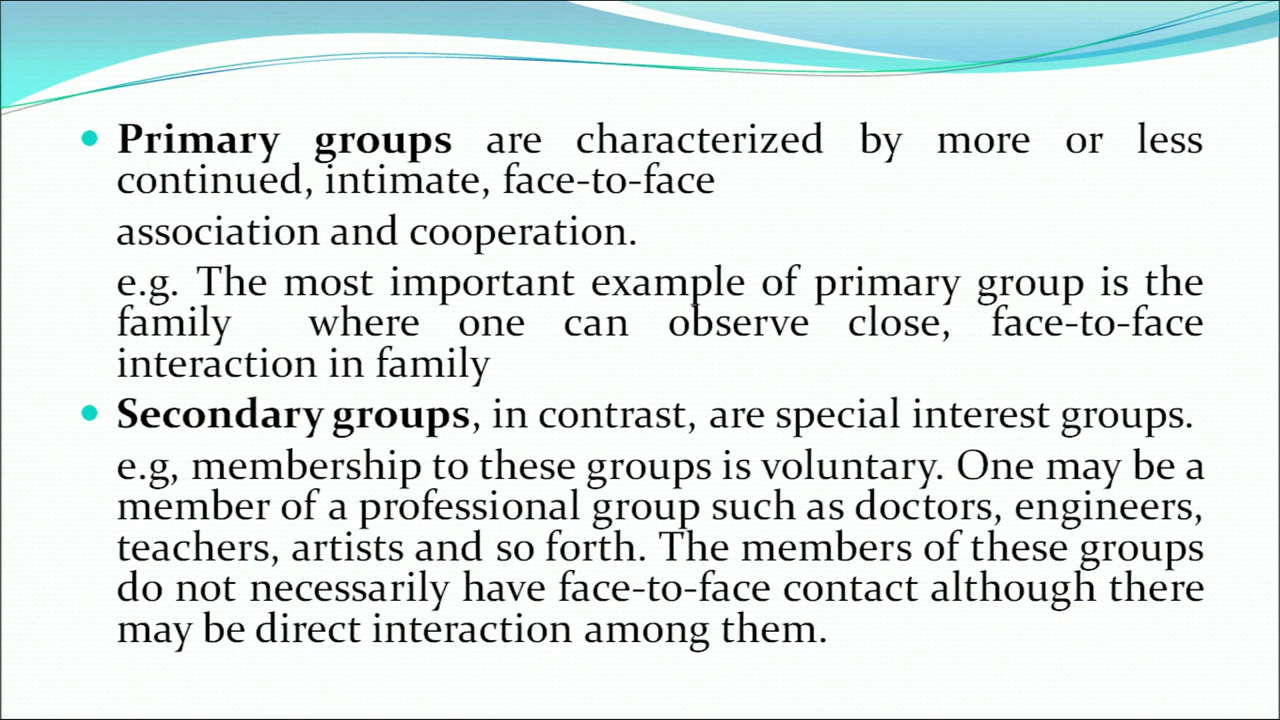 Primary groups are characterized by more or less
continued, intimate, face-to-face
association and cooperation.
e.g. The most important example of primary group is the
family where one can observe close, face-to-face
interaction in family
Secondary groups, in contrast, are special interest groups.
e.g, membership to these groups is voluntary. One may be a
member of a professional group such as doctors, engineers,
teachers, artists and so forth. The members of these groups
do not necessarily have face-to-face contact although there
may be direct interaction among them.